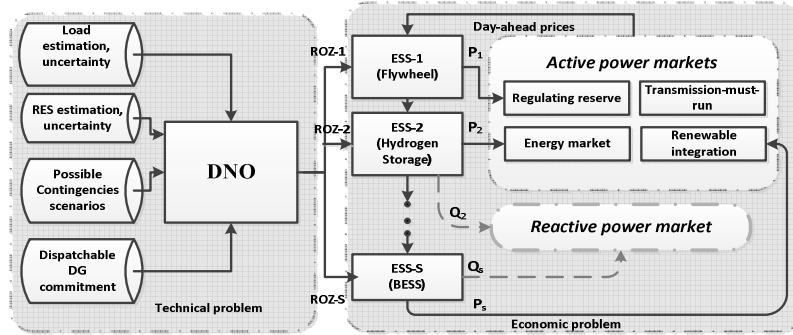 Load
estimation,
uncertainty
RES estimation,
uncertainty
Possible
Contingencies
scenarios
Dispatchable
DG
commitment
DNO
Technical problem
ROZ-1
ROZ-2
ROZ-S
ESS-1
(Flywheel)
ESS-2
(Hydrogen
Storage)
ESS-S
(BESS)
Day-ahead prices
P1
P2
Q2
Qs
Ps
Active power markets
Regulating reserve
Transmission-must-
run
Energy market
Renewable
integration
Reactive power market
Economic problem